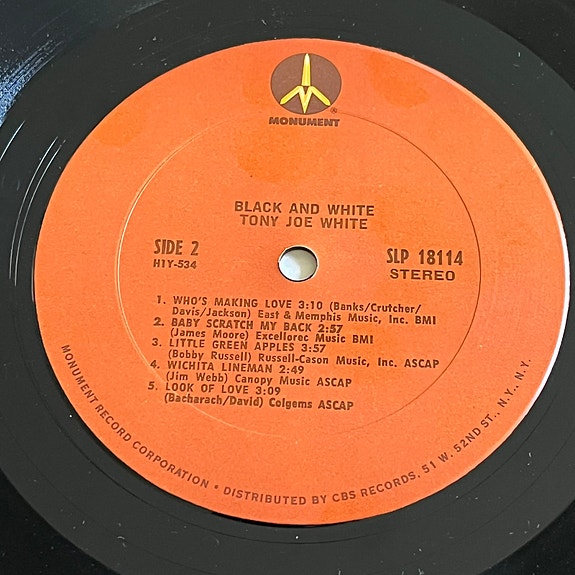 ®
MONUMENT
BLACK AND WHITE
TONY JOE WHITE
SIDE 2
H1Y-534
SLP 18114
STEREO
1. WHO'S MAKING LOVE 3:10 (Banks/Crutcher/
Davis/Jackson) East & Memphis Music, Inc. BMI
2. BABY SCRATCH MY BACK 2:57
(James Moore) Excellorec Music BMI
3. LITTLE GREEN APPLES 3:57
(Bobby Russell) Russell-Cason Music, Inc. ASCAP
4. WICHITA LINEMAN 2:49
(Jim Webb) Canopy Music ASCAP
5. LOOK OF LOVE 3:09
(Bacharach/David) Colgems ASCAP
MONUMENT RECORD CORPORATION • DISTRIBUTED BY CBS RECORDS, 51 W. 52ND ST., N.Y., N.Y.